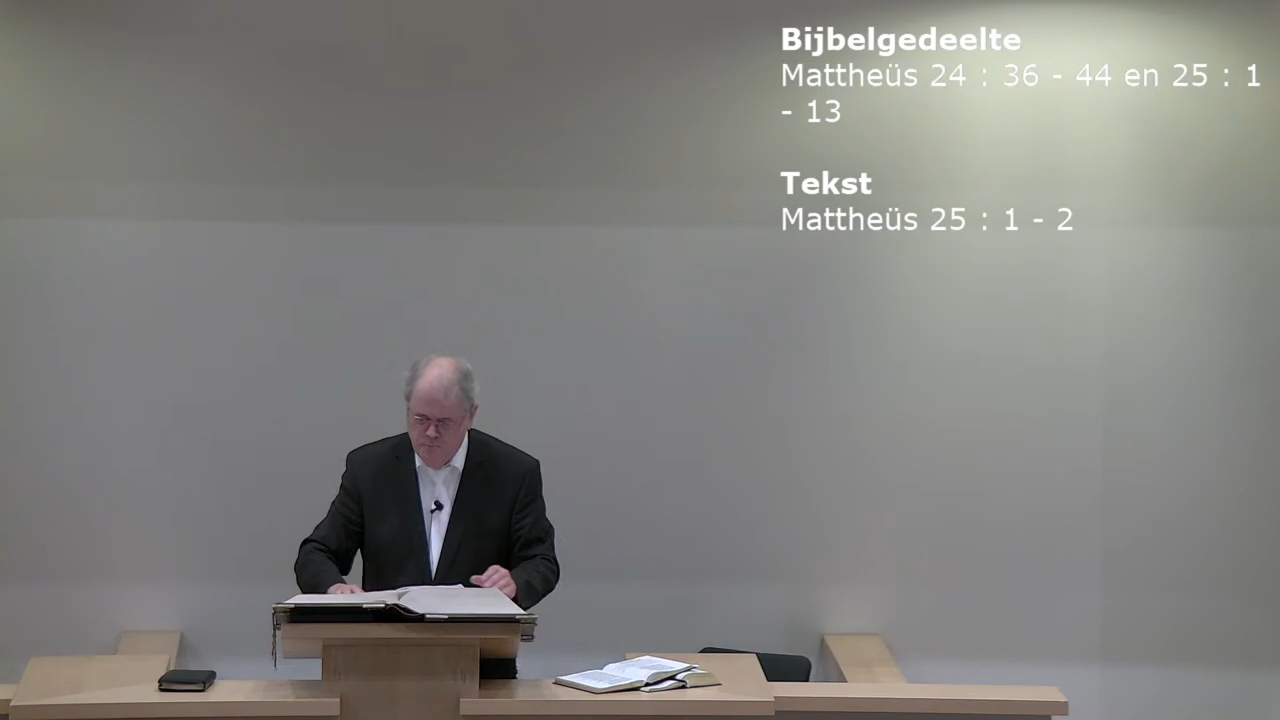 Bijbelgedeelte
Mattheüs 24 : 36 - 44 en 25 : 1
- 13
Tekst
Mattheüs 25 : 1 - 2